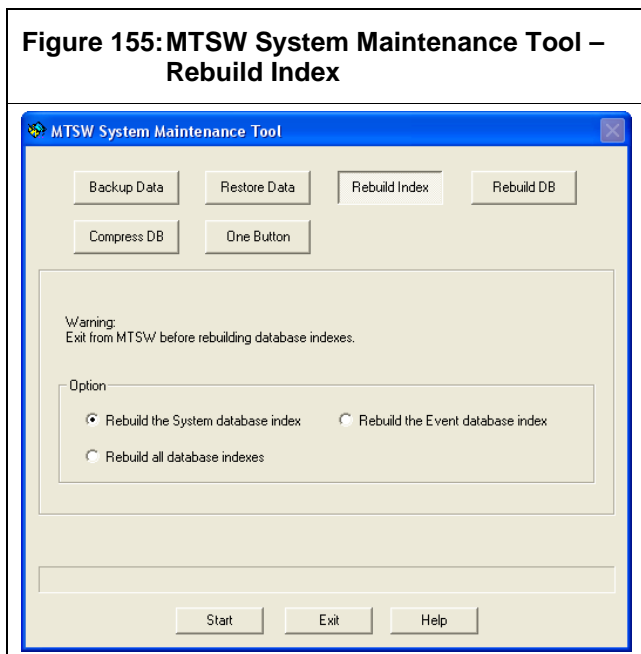 Figure 155: MTSW System Maintenance Tool –
Rebuild Index
MTSW System Maintenance Tool
Backup Data
Restore Data
Rebuild Index
Rebuild DB
Compress DB
One Button
Warning:
Exit from MTSW before rebuilding database indexes.
Option
Rebuild the System database index
Rebuild the Event database index
Rebuild all database indexes
Start
Exit
Help